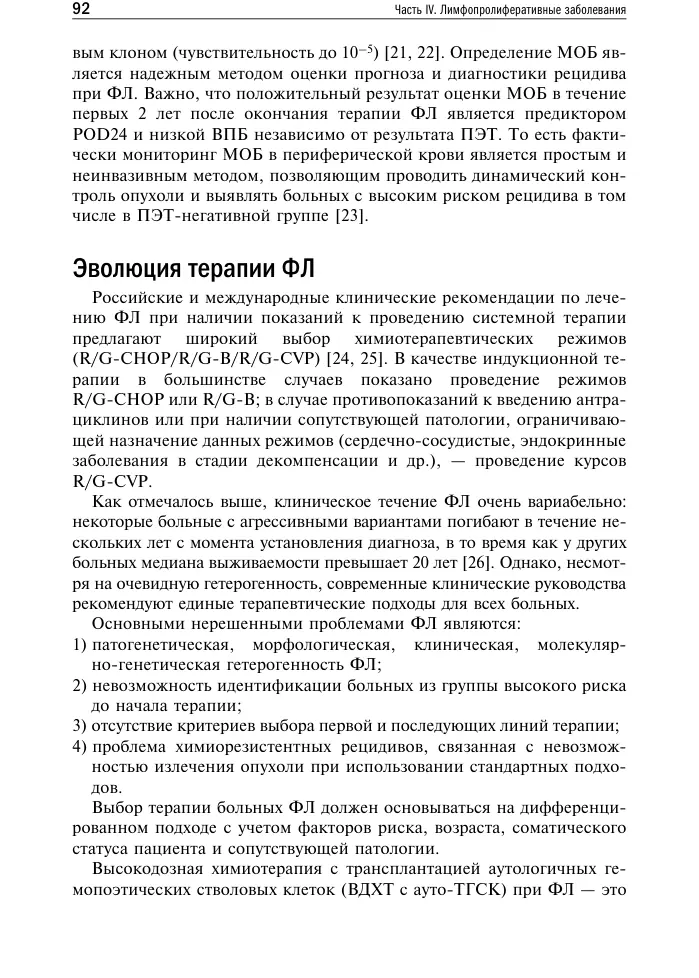 92
Часть IV. Лимфопролиферативные заболевания
вым клоном (чувствительность до 10⁻⁵) [21, 22]. Определение МОБ яв-
ляется надежным методом оценки прогноза и диагностики рецидива
при ФЛ. Важно, что положительный результат оценки МОБ в течение
первых 2 лет после окончания терапии ФЛ является предиктором
POD24 и низкой ВПБ независимо от результата ПЭТ. То есть факти-
чески мониторинг МОБ в периферической крови является простым и
неинвазивным методом, позволяющим проводить динамический кон-
троль опухоли и выявлять больных с высоким риском рецидива в том
числе в ПЭТ-негативной группе [23].
Эволюция терапии ФЛ
Российские и международные клинические рекомендации по лече-
нию ФЛ при наличии показаний к проведению системной терапии
предлагают широкий выбор химиотерапевтических режимов
(R/G-CHOP/R/G-B/R/G-CVP) [24, 25]. В качестве индукционной те-
рапии в большинстве случаев показано проведение режимов
R/G-CHOP или R/G-B; в случае противопоказаний к введению антра-
циклинов или при наличии сопутствующей патологии, ограничиваю-
щей назначение данных режимов (сердечно-сосудистые, эндокринные
заболевания в стадии декомпенсации и др.), — проведение курсов
R/G-CVP.
Как отмечалось выше, клиническое течение ФЛ очень вариабельно:
некоторые больные с агрессивными вариантами погибают в течение не-
скольких лет с момента установления диагноза, в то время как у других
больных медиана выживаемости превышает 20 лет [26]. Однако, несмот-
ря на очевидную гетерогенность, современные клинические руководства
рекомендуют единые терапевтические подходы для всех больных.
Основными нерешенными проблемами ФЛ являются:
1) патогенетическая, морфологическая, клиническая, молекуляр-
но-генетическая гетерогенность ФЛ;
2) невозможность идентификации больных из группы высокого риска
до начала терапии;
3) отсутствие критериев выбора первой и последующих линий терапии;
4) проблема химиорезистентных рецидивов, связанная с невозмож-
ностью излечения опухоли при использовании стандартных подхо-
дов.
Выбор терапии больных ФЛ должен основываться на дифференци-
рованном подходе с учетом факторов риска, возраста, соматического
статуса пациента и сопутствующей патологии.
Высокодозная химиотерапия с трансплантацией аутологичных ге-
мопоэтических стволовых клеток (ВДХТ с ауто-ТГСК) при ФЛ — это